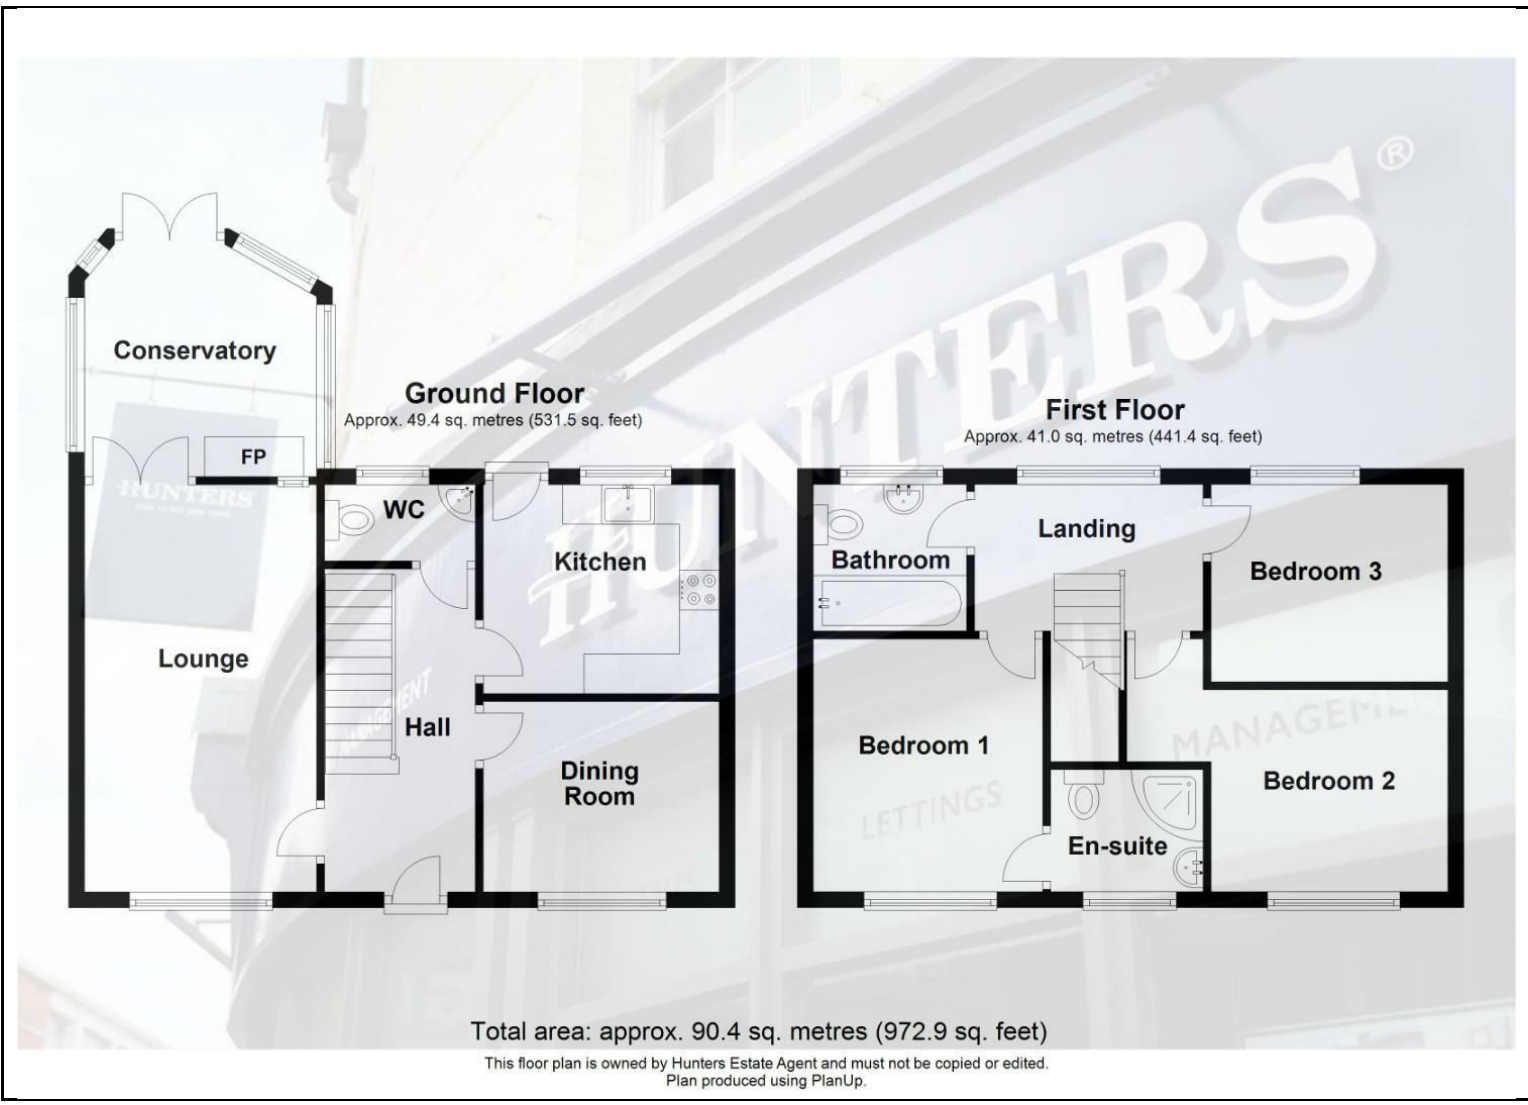 HUNTERS®
Conservatory
Ground Floor
Approx. 49.4 sq. metres (531.5 sq. feet)
First Floor
Approx. 41.0 sq. metres (441.4 sq. feet)
FP
HUNTERS
WC
Kitchen
Bathroom
Landing
Bedroom 3
Lounge
Hall
MANAGEMENT
Dining
Room
Bedroom 1
LETTINGS
MANAGEME
Bedroom 2
En-suite
Total area: approx. 90.4 sq. metres (972.9 sq. feet)
This floor plan is owned by Hunters Estate Agent and must not be copied or edited.
Plan produced using PlanUp.